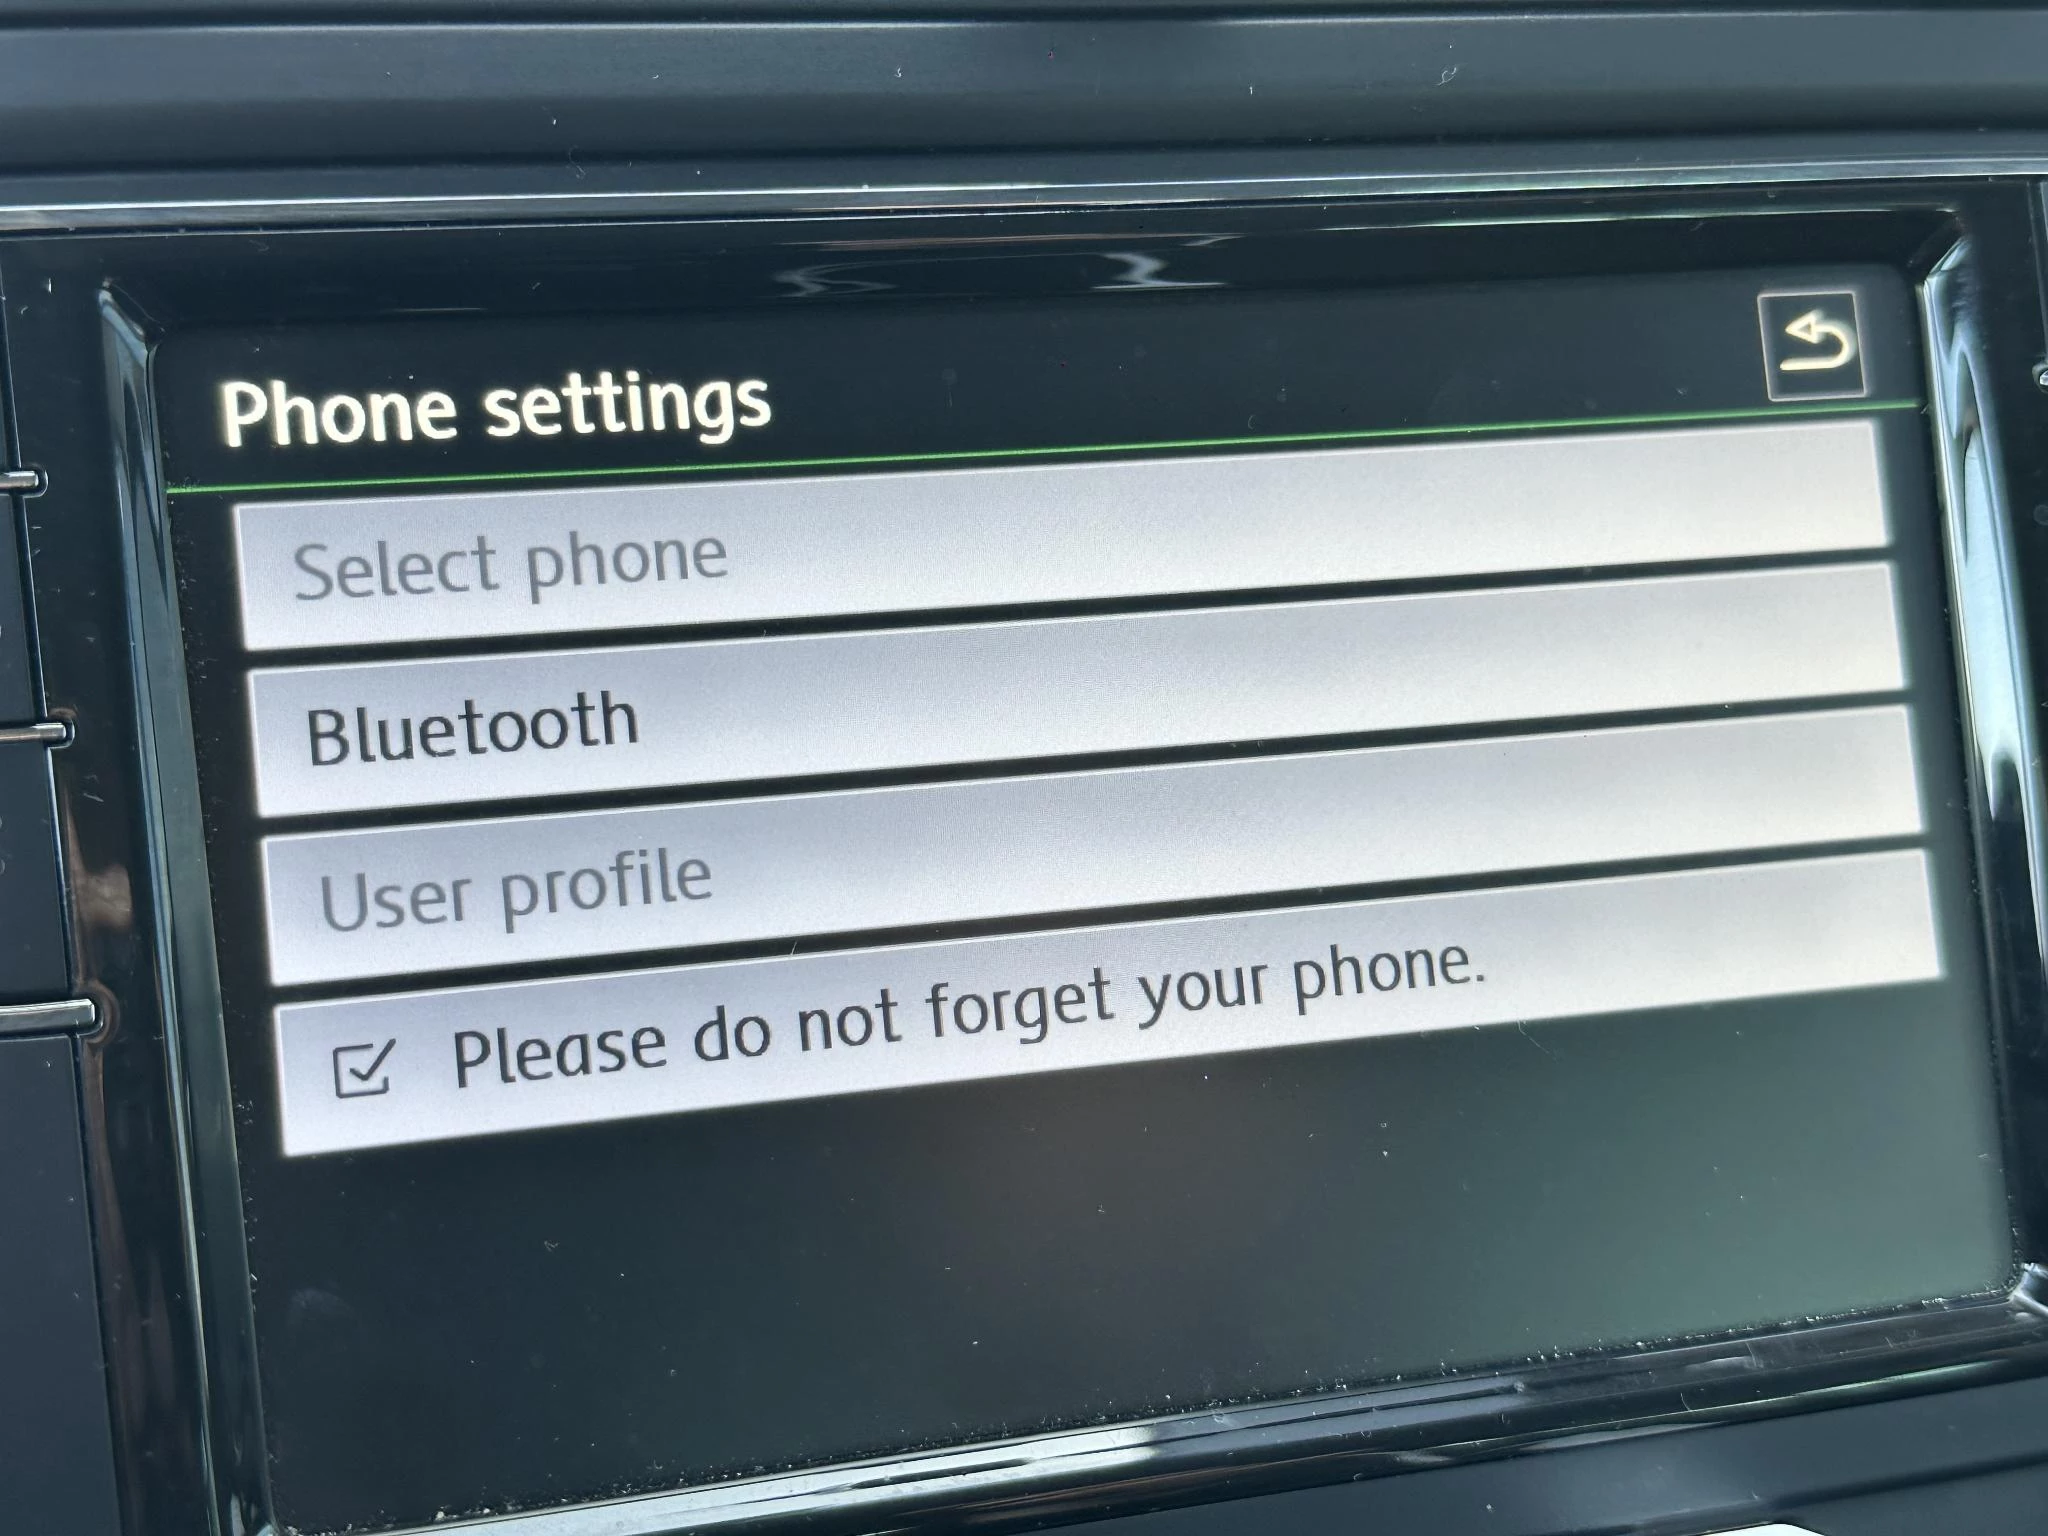 Phone settings
Select phone
Bluetooth
User profile
Please do not forget your phone.